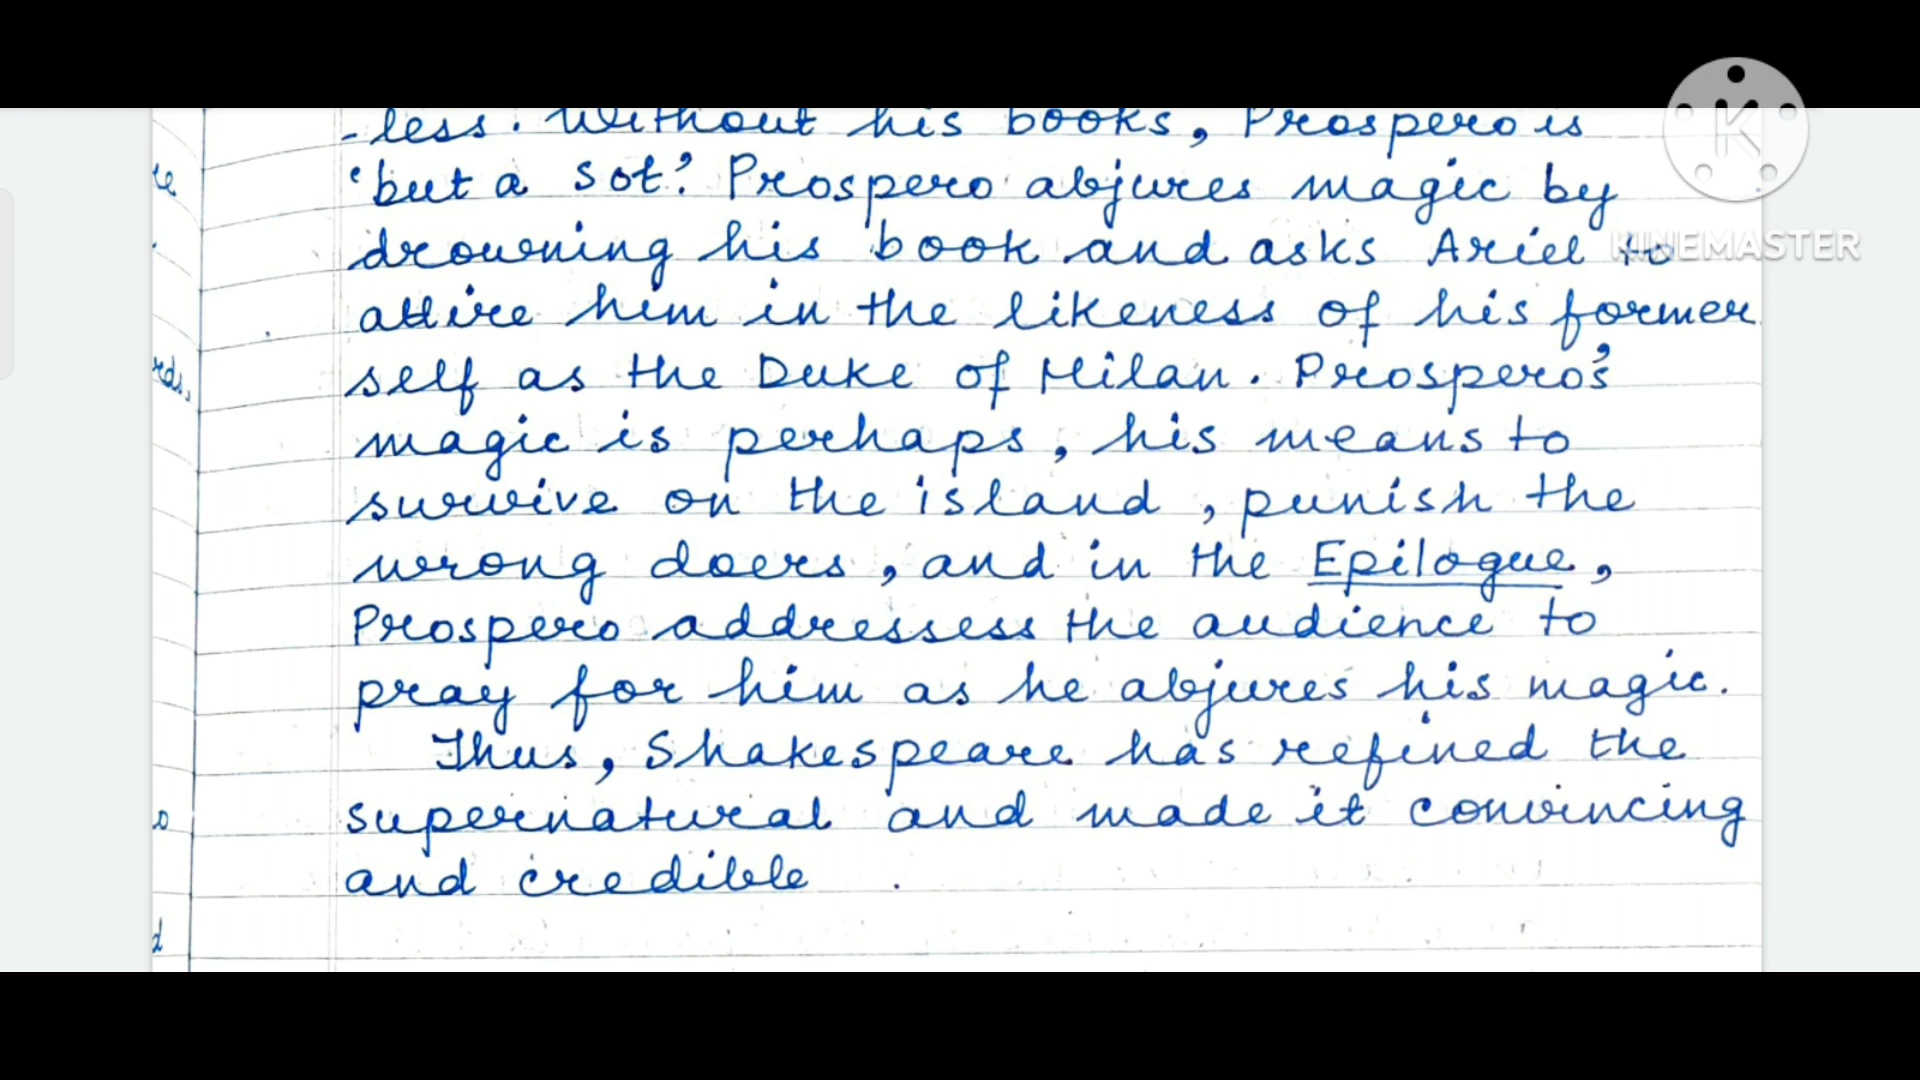 -less. Without his books, Prospero is
'but a sot'. Prospero abjures magic by
drowning his book and asks Ariel to
attire him in the likeness of his former
self as the Duke of Milan. Prospero's
magic is perhaps, his means to
survive on the island, punish the
wrong doers, and in the Epilogue,
Prospero addressess the audience to
pray for him as he abjures his magic.
Thus, Shakespeare has refined the
supernatural and made it convincing
and credible .
K
KINEMASTER